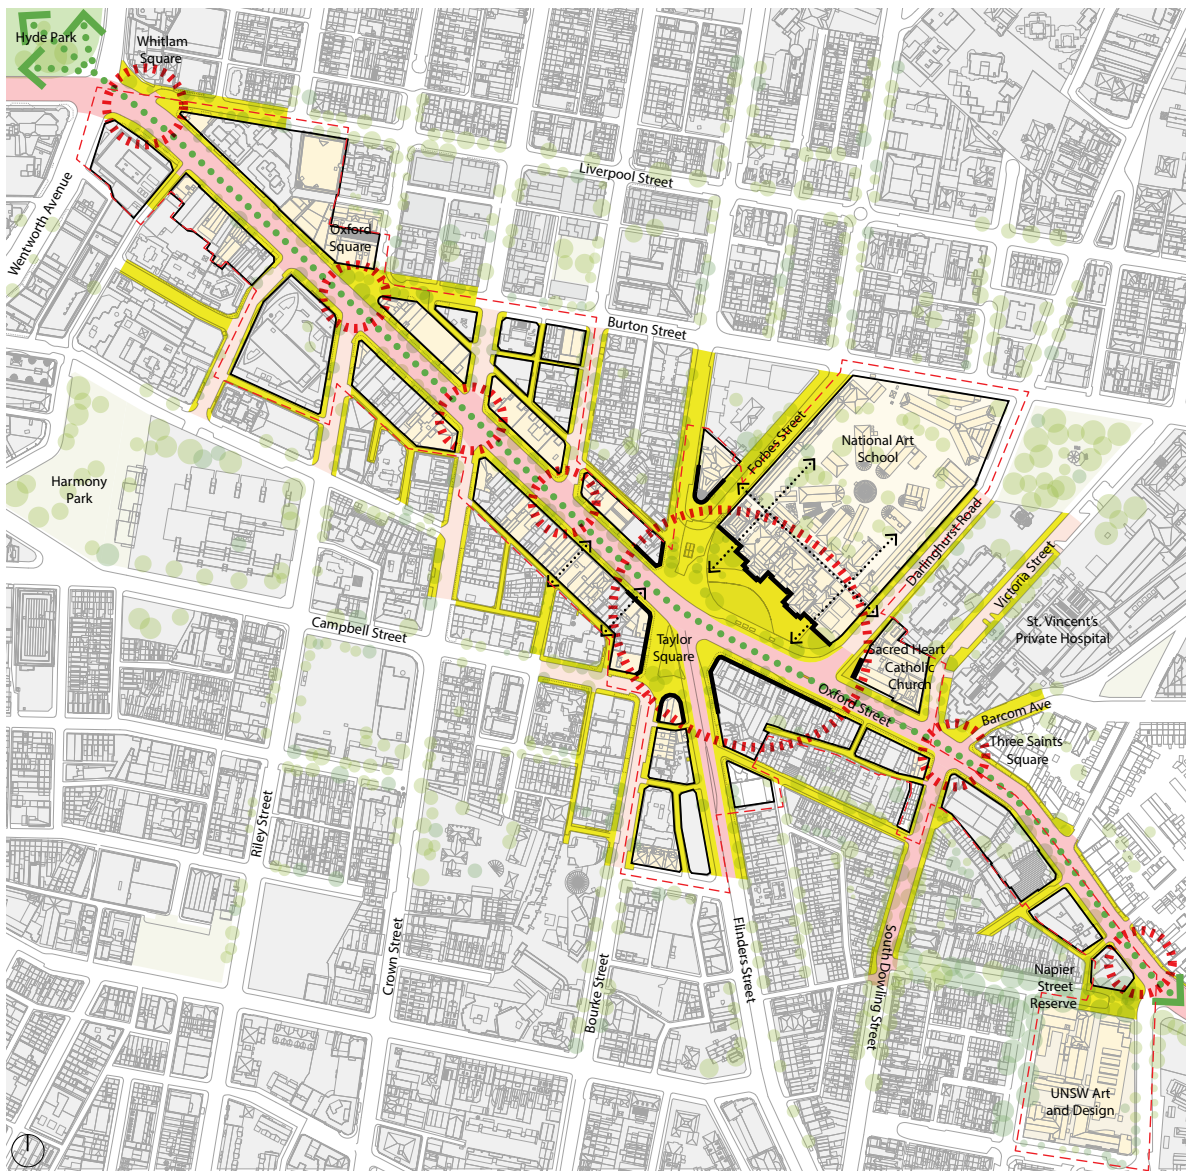 Hyde Park
Whitlam
Square
Wentworth Avenue
Liverpool Street
Oxford
Square
Burton Street
Forbes Street
National Art
School
Harmony
Park
Darlinghurst Road
Victoria Street
Campbell Street
Taylor
Square
St. Vincent's
Private Hospital
Sacred Heart
Catholic
Church
Oxford Street
Barcom Ave
Three Saints
Square
Riley Street
Crown Street
Bourke Street
Flinders Street
South Dowling Street
Napier
Street
Reserve
UNSW Art
and Design